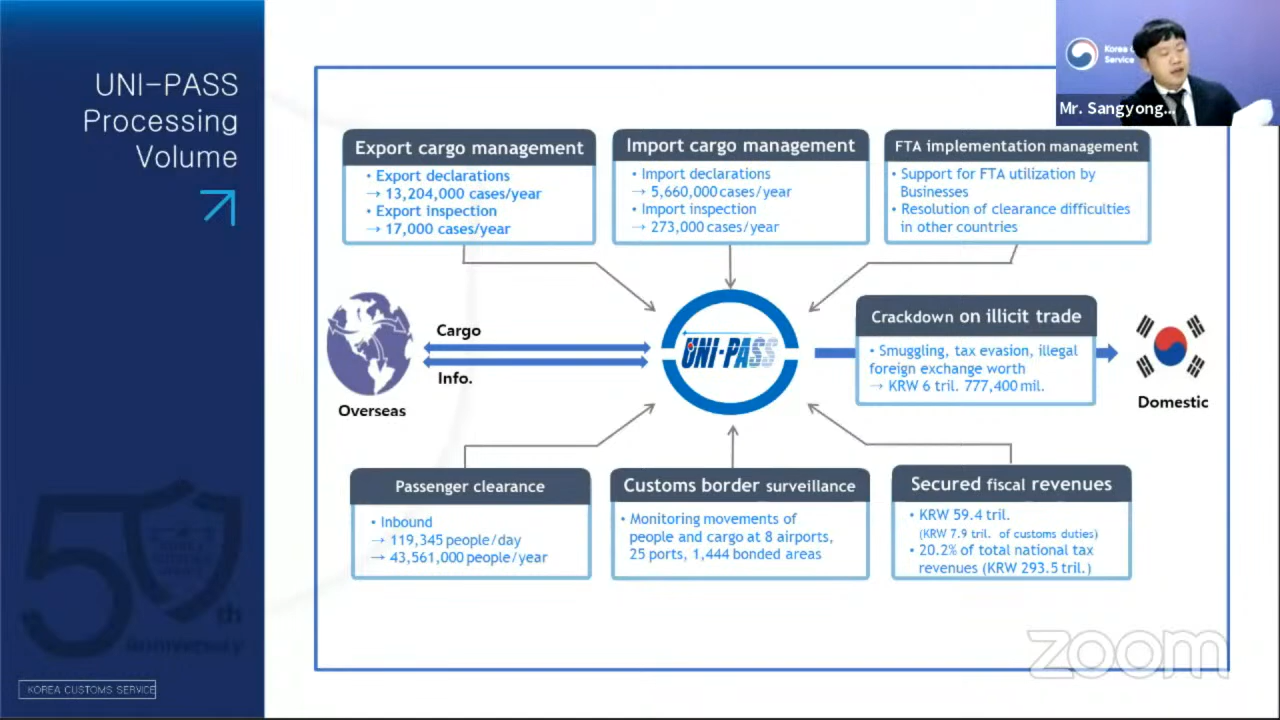 UNI-PASS
Processing
Volume
Korea
Service
Mr. Sangyong...
Export cargo management
• Export declarations
→ 13,204,000 cases/year
• Export inspection
→ 17,000 cases/year
Import cargo management
• Import declarations
→ 5,660,000 cases/year
• Import inspection
→ 273,000 cases/year
FTA implementation management
• Support for FTA utilization by
Businesses
• Resolution of clearance difficulties
in other countries
Cargo
Info.
Overseas
UNI-PASS
Crackdown on illicit trade
• Smuggling, tax evasion, illegal
foreign exchange worth
→ KRW 6 tril. 777,400 mil.
Domestic
Passenger clearance
• Inbound
→ 119,345 people/day
→ 43,561,000 people/year
Customs border surveillance
• Monitoring movements of
people and cargo at 8 airports,
25 ports, 1,444 bonded areas
Secured fiscal revenues
• KRW 59.4 tril.
(KRW 7.9 tril. of customs duties)
• 20.2% of total national tax
revenues (KRW 293.5 tril.)
50th
anniversary
KOREA CUSTOMS SERVICE
zoom